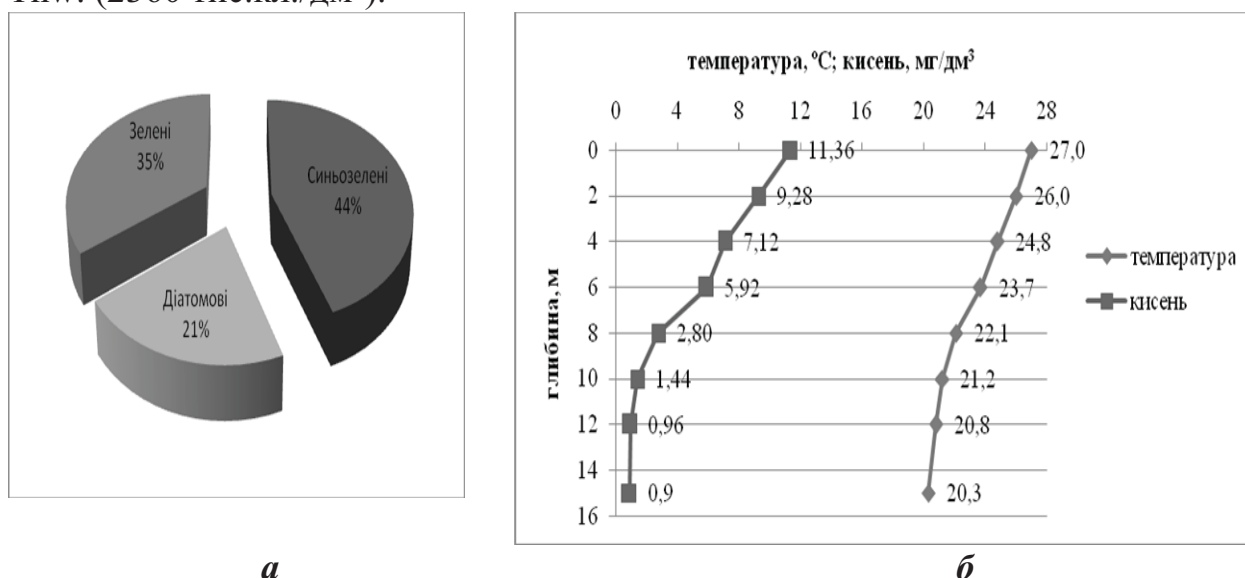 Зелені
35%
Синьозелені
44%
Діатомові
21%
а
температура, ºС; кисень, мг/дм³
0 4 8 12 16 20 24 28
глибина, м
0
2
4
6
8
10
12
14
16
11,36
9,28
7,12
5,92
2,80
1,44
0,96
0,9
27,0
26,0
24,8
23,7
22,1
21,2
20,8
20,3
температура
кисень
б